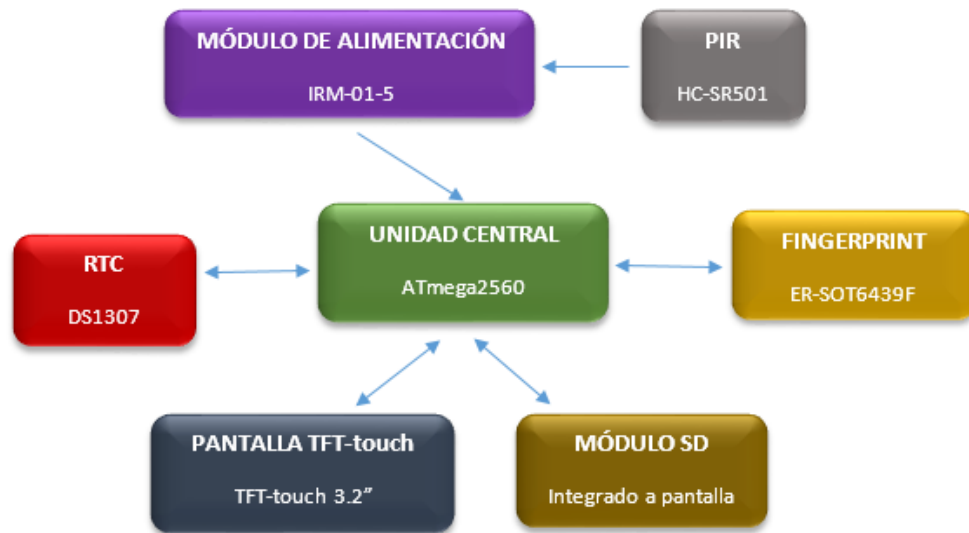 MÓDULO DE ALIMENTACIÓN
IRM-01-5
PIR
HC-SR501
UNIDAD CENTRAL
ATmega2560
RTC
DS1307
FINGERPRINT
ER-SOT6439F
PANTALLA TFT-touch
TFT-touch 3.2”
MÓDULO SD
Integrado a pantalla